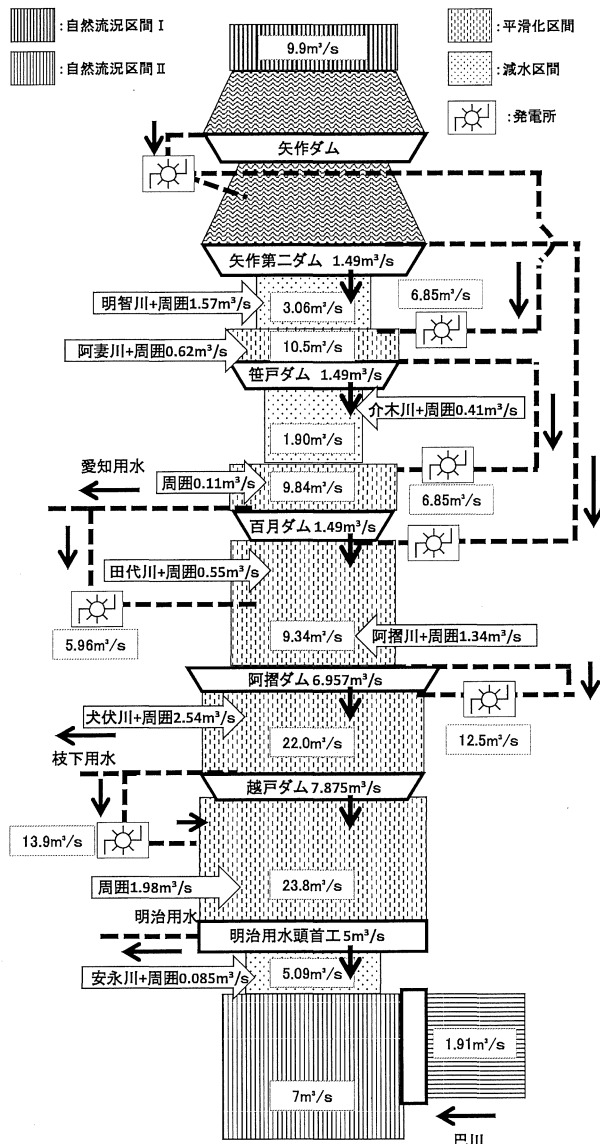 :自然流況区間Ⅰ
:自然流況区間Ⅱ
:平滑化区間
:減水区間
:発電所
9.9m³/s
矢作ダム
矢作第二ダム 1.49m³/s
明智川+周囲1.57m³/s
3.06m³/s
6.85m³/s
阿妻川+周囲0.62m³/s
10.5m³/s
笹戸ダム 1.49m³/s
介木川+周囲0.41m³/s
1.90m³/s
愛知用水
周囲0.11m³/s
9.84m³/s
6.85m³/s
百月ダム1.49m³/s
田代川+周囲0.55m³/s
5.96m³/s
9.34m³/s
阿摺川+周囲1.34m³/s
阿摺ダム 6.957m³/s
犬伏川+周囲2.54m³/s
22.0m³/s
12.5m³/s
枝下用水
越戸ダム 7.875m³/s
13.9m³/s
周囲1.98m³/s
23.8m³/s
明治用水
明治用水頭首工 5m³/s
安永川+周囲0.085m³/s
5.09m³/s
1.91m³/s
7m³/s
巴川